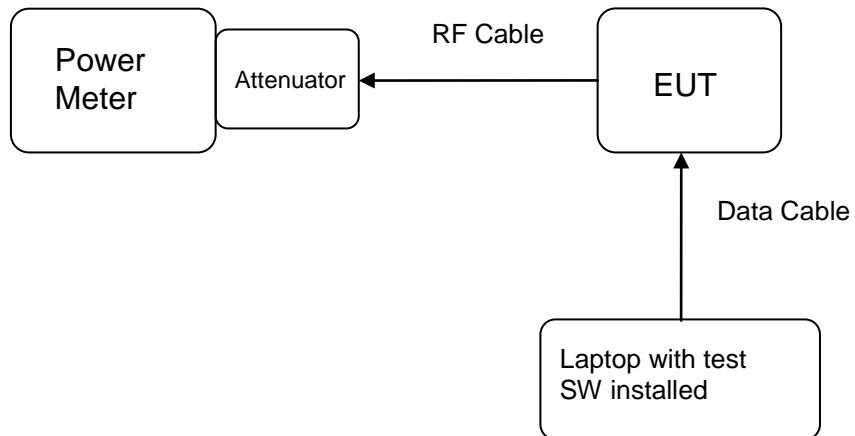 RF Cable
Power
Meter
Attenuator
EUT
Data Cable
Laptop with test
SW installed